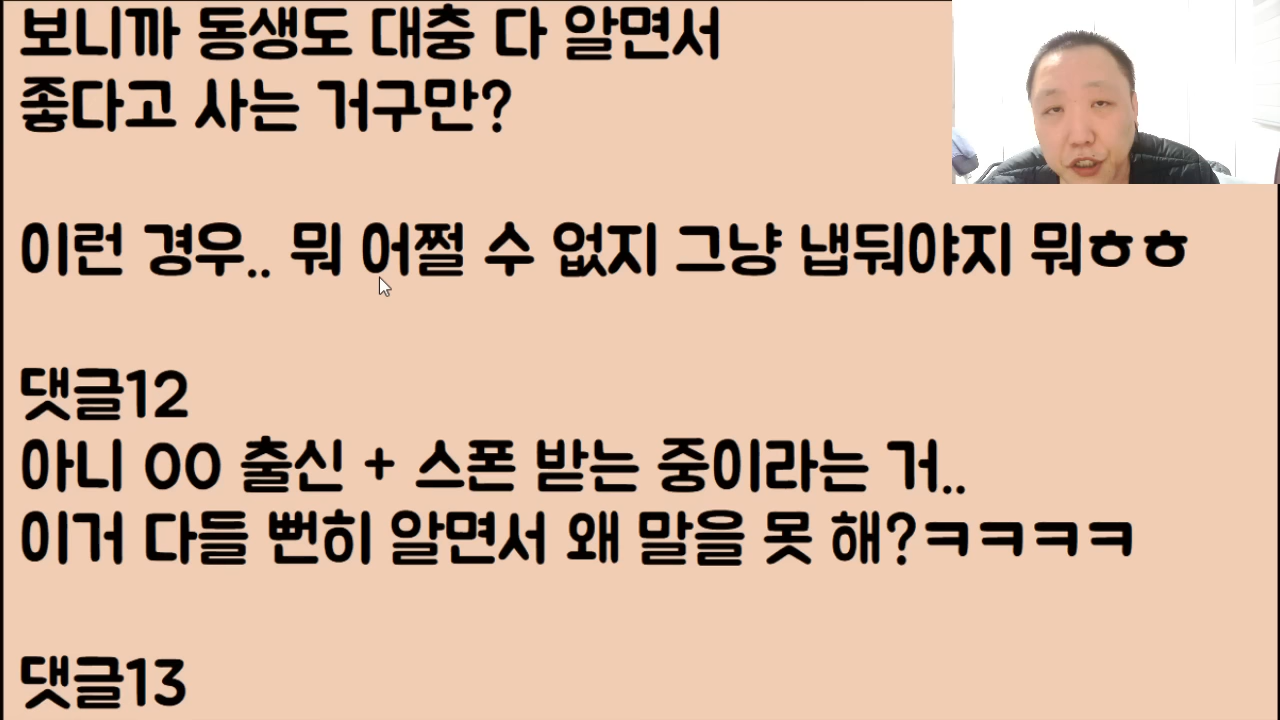 보니까 동생도 대충 다 알면서
좋다고 사는 거구만?
이런 경우.. 뭐 어쩔 수 없지 그냥 냅둬야지 뭐ㅎㅎ
댓글12
아니 OO 출신 + 스폰 받는 중이라는 거..
이거 다들 뻔히 알면서 왜 말을 못 해?ㅋㅋㅋㅋ
댓글13